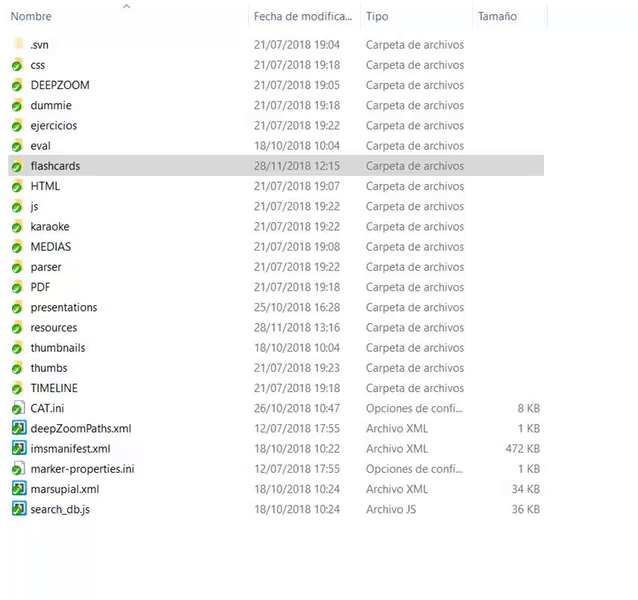 Nombre Fecha de modifica... Tipo Tamaño
.svn 21/07/2018 19:04 Carpeta de archivos
css 21/07/2018 19:18 Carpeta de archivos
DEEPZOOM 21/07/2018 19:05 Carpeta de archivos
dummie 21/07/2018 19:18 Carpeta de archivos
ejercicios 21/07/2018 19:22 Carpeta de archivos
eval 18/10/2018 10:04 Carpeta de archivos
flashcards 28/11/2018 12:15 Carpeta de archivos
HTML 21/07/2018 19:07 Carpeta de archivos
js 21/07/2018 19:22 Carpeta de archivos
karaoke 21/07/2018 19:22 Carpeta de archivos
MEDIAS 21/07/2018 19:08 Carpeta de archivos
parser 21/07/2018 19:22 Carpeta de archivos
PDF 21/07/2018 19:18 Carpeta de archivos
presentations 25/10/2018 16:28 Carpeta de archivos
resources 28/11/2018 13:16 Carpeta de archivos
thumbnails 18/10/2018 10:04 Carpeta de archivos
thumbs 21/07/2018 19:23 Carpeta de archivos
TIMELINE 21/07/2018 19:18 Carpeta de archivos
CAT.ini 26/10/2018 10:47 Opciones de confi... 8 KB
deepZoomPaths.xml 12/07/2018 17:55 Archivo XML 1 KB
imsmanifest.xml 18/10/2018 10:22 Archivo XML 472 KB
marker-properties.ini 12/07/2018 17:55 Opciones de confi... 1 KB
marsupial.xml 18/10/2018 10:24 Archivo XML 34 KB
search_db.js 18/10/2018 10:24 Archivo JS 36 KB